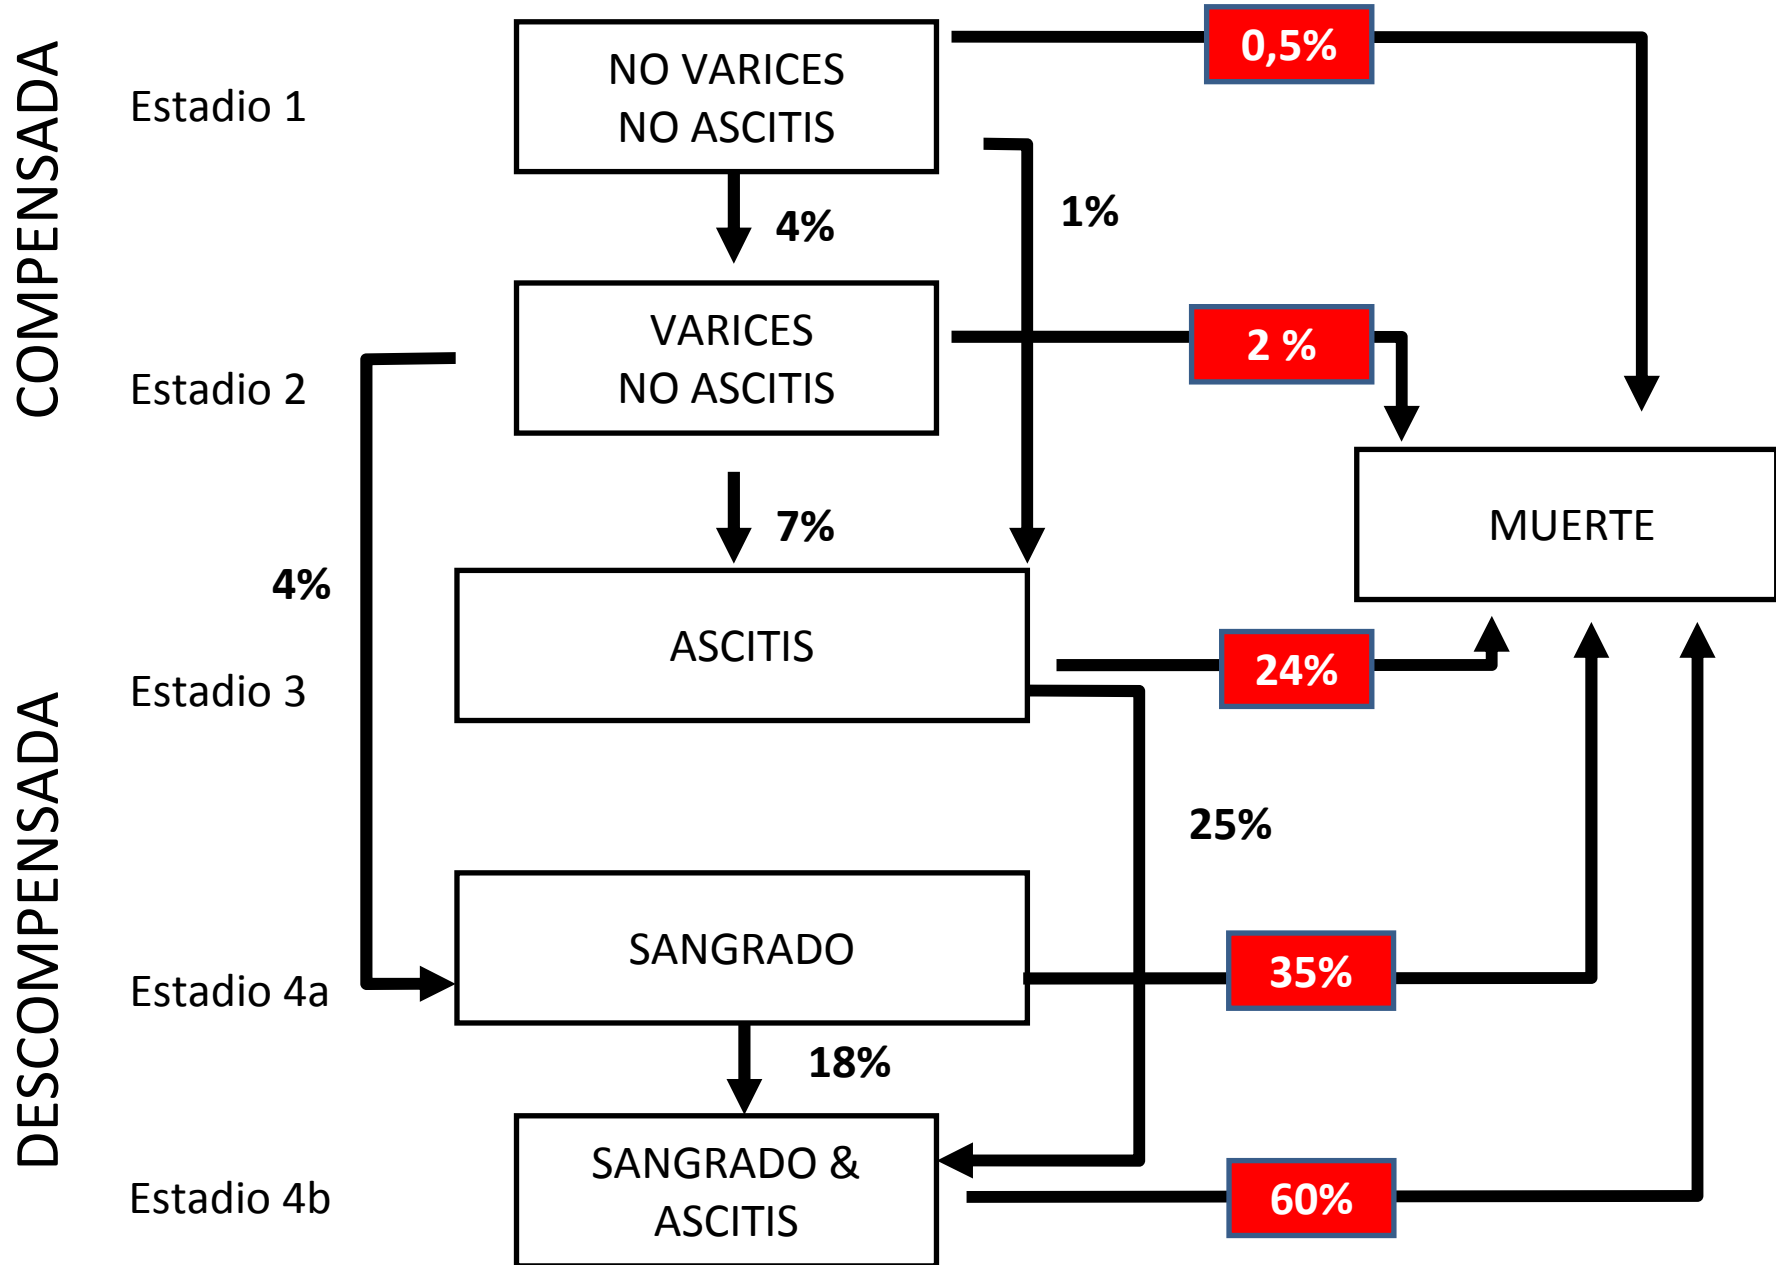 COMPENSADA
Estadio 1
NO VARICES
NO ASCITIS
0,5%
4%
1%
Estadio 2
VARICES
NO ASCITIS
2 %
7%
4%
MUERTE
DESCOMPENSADA
Estadio 3
ASCITIS
24%
25%
Estadio 4a
SANGRADO
35%
18%
Estadio 4b
SANGRADO &
ASCITIS
60%